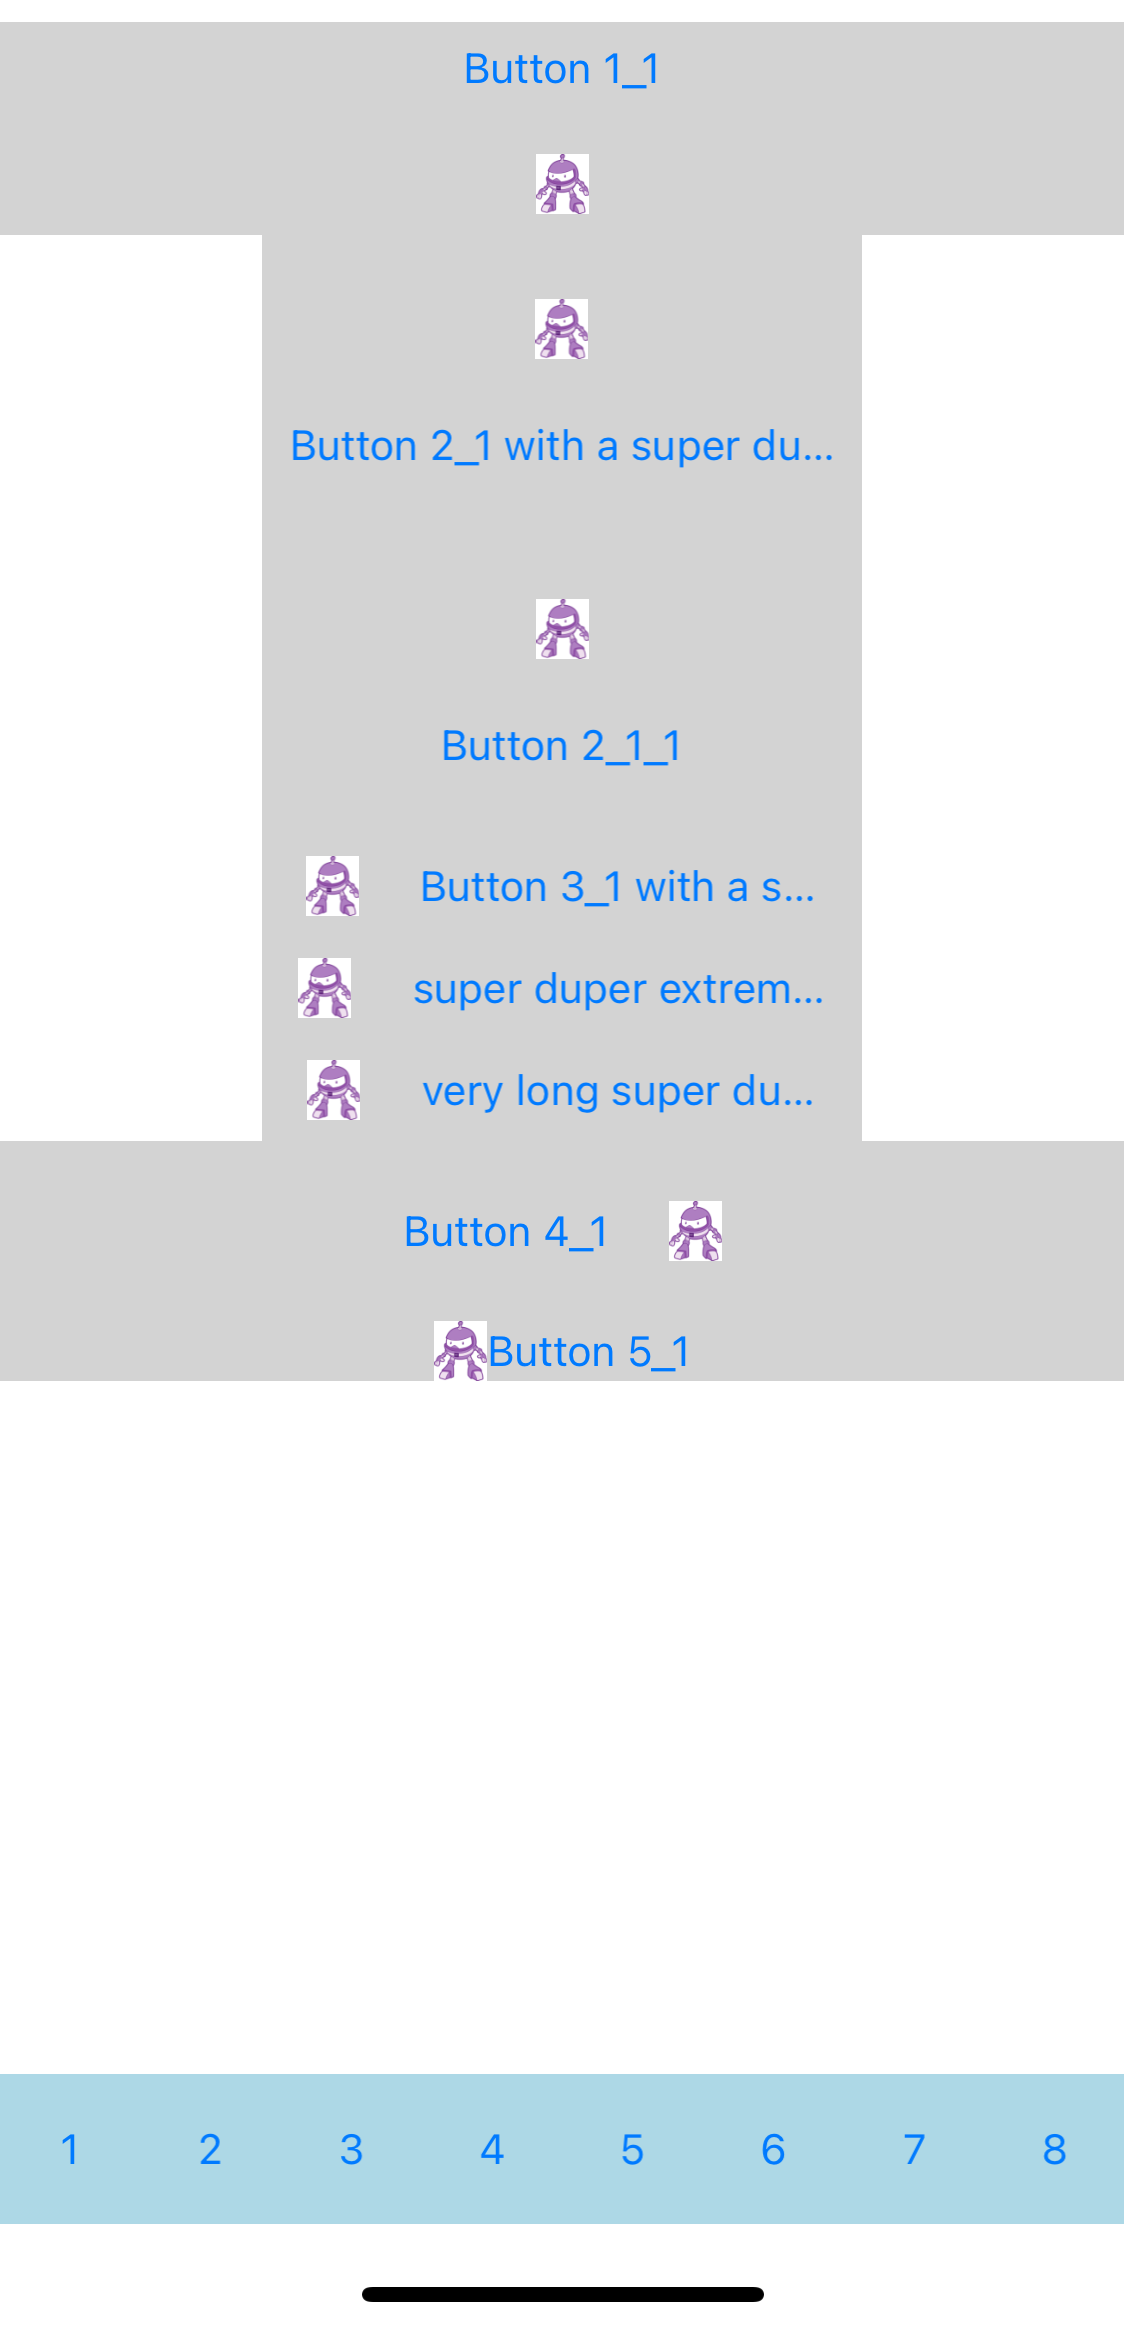 Button 1_1
Button 2_1 with a super du...
Button 2_1_1
Button 3_1 with a s...
super duper extrem...
very long super du...
Button 4_1
Button 5_1
1 2 3 4 5 6 7 8